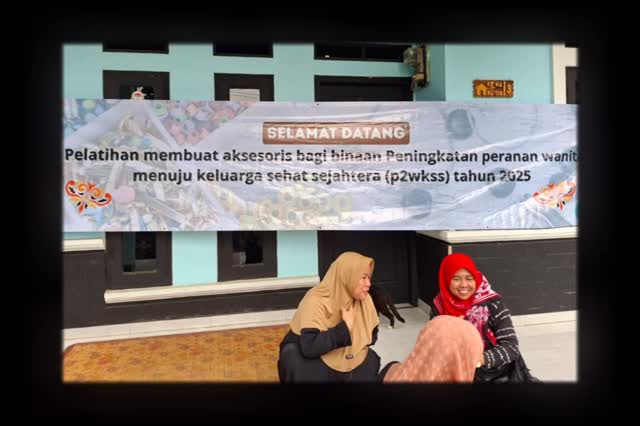 SELAMAT DATANG
Pelatihan membuat aksesoris bagi binaan Peningkatan peranan wanit
menuju keluarga sehat sejahtera (p2wkss) tahun 2025